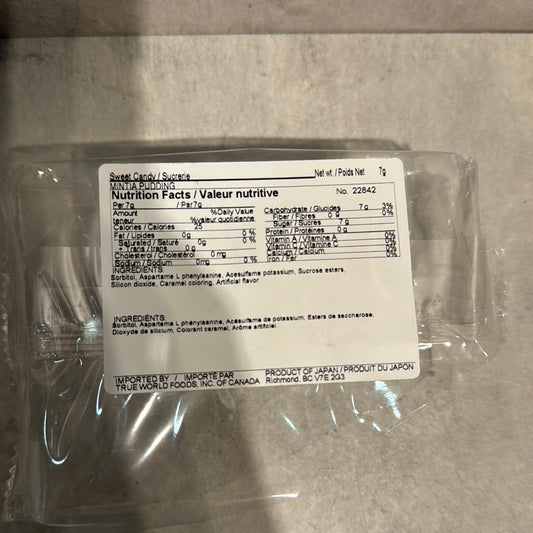 Sweet Candy / Sucrerie Net wt. / Poids Net 7g
MINTIA PUDDING
Nutrition Facts / Valeur nutritive No. 22842
Per 7g / Par7g
Amount %Daily Value
teneur %valeur quotidienne
Calories / Calories 25
Fat / Lipides 0g 0 %
Saturated / Saturé 0g 0 %
+ Trans / trans 0g
Cholesterol / Cholestérol 0 mg
Sodium / Sodium 0mg 0 %
Carbohydrate / Glucides 7 g 3%
Fiber / Fibres 0 g 0%
Sugar / Sucres 7 g
Protein / Protéines 0 g
Vitamin A / Vitamine A 0%
Vitamin C / Vitamine C 0%
Calcium / Calcium 0%
Iron / Fer 0%
INGREDIENTS:
Sorbitol, Aspartame L phenylaanine, Acesulfame potassium, Sucrose esters,
Silicon dioxide, Caramel coloring, Artificial flavor
INGREDIENTS:
Sorbitol, Aspartame L phénylanine, Acésulfame de potassium, Esters de saccharose,
Dioxyde de silicium, Colorant caramel, Arôme artificiel
IMPORTED BY / IMPORTÉ PAR PRODUCT OF JAPAN / PRODUIT DU JAPON
TRUE WORLD FOODS, INC. OF CANADA Richmond, BC V7E 2G3